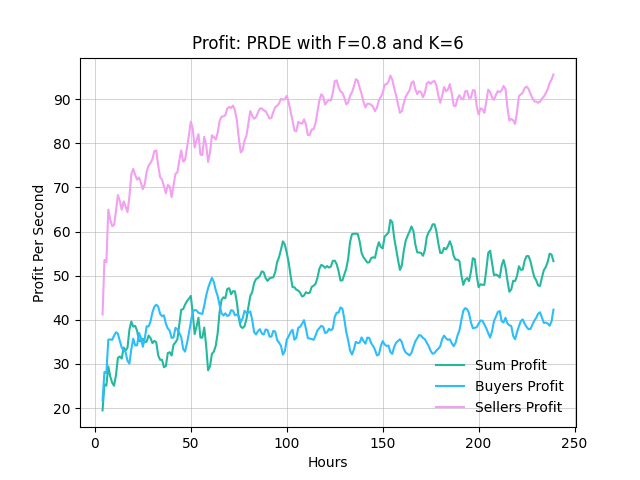 Profit: PRDE with F=0.8 and K=6
Profit Per Second
90
80
70
60
50
40
30
20
0
50
100
150
200
250
Hours
Sum Profit
Buyers Profit
Sellers Profit